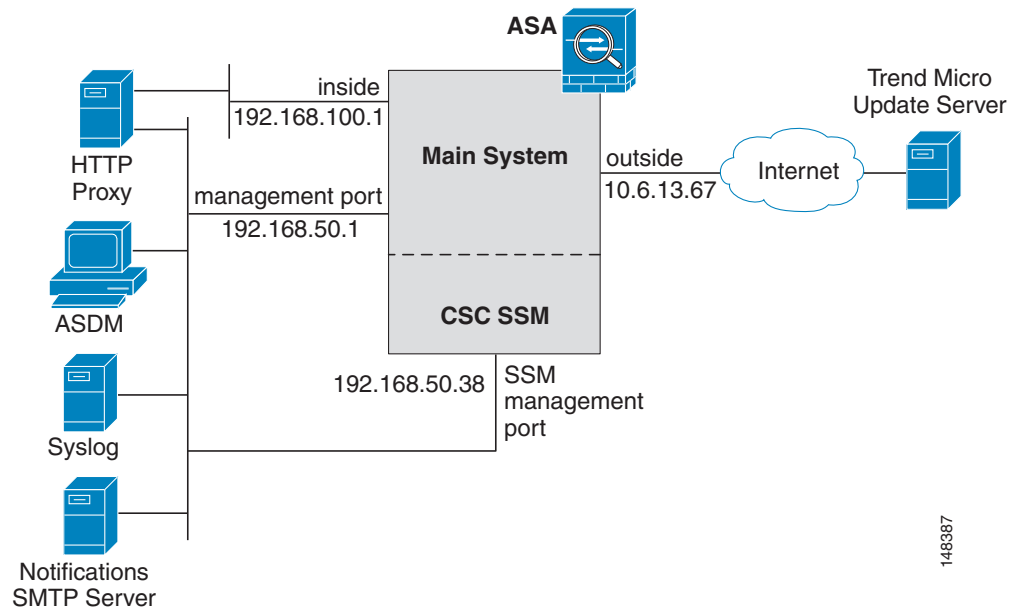 ASA
Trend Micro
Update Server
inside
192.168.100.1
HTTP
Proxy
Main System
outside
10.6.13.67
Internet
management port
192.168.50.1
ASDM
CSC SSM
192.168.50.38
SSM
management
port
Syslog
Notifications
SMTP Server
148387